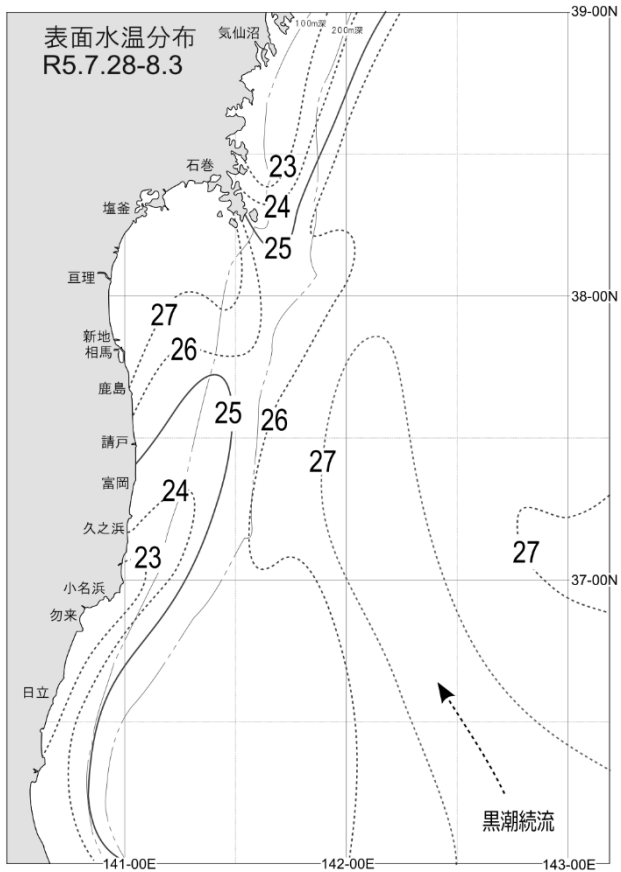 表面水温分布
R5.7.28-8.3
気仙沼
100m深
200m深
39-00N
石巻
23
塩釜
24
25
亘理
38-00N
27
新地
相馬
26
鹿島
25
26
請戸
27
富岡
24
久之浜
23
27
小名浜
37-00N
勿来
日立
黒潮続流
141-00E
142-00E
143-00E